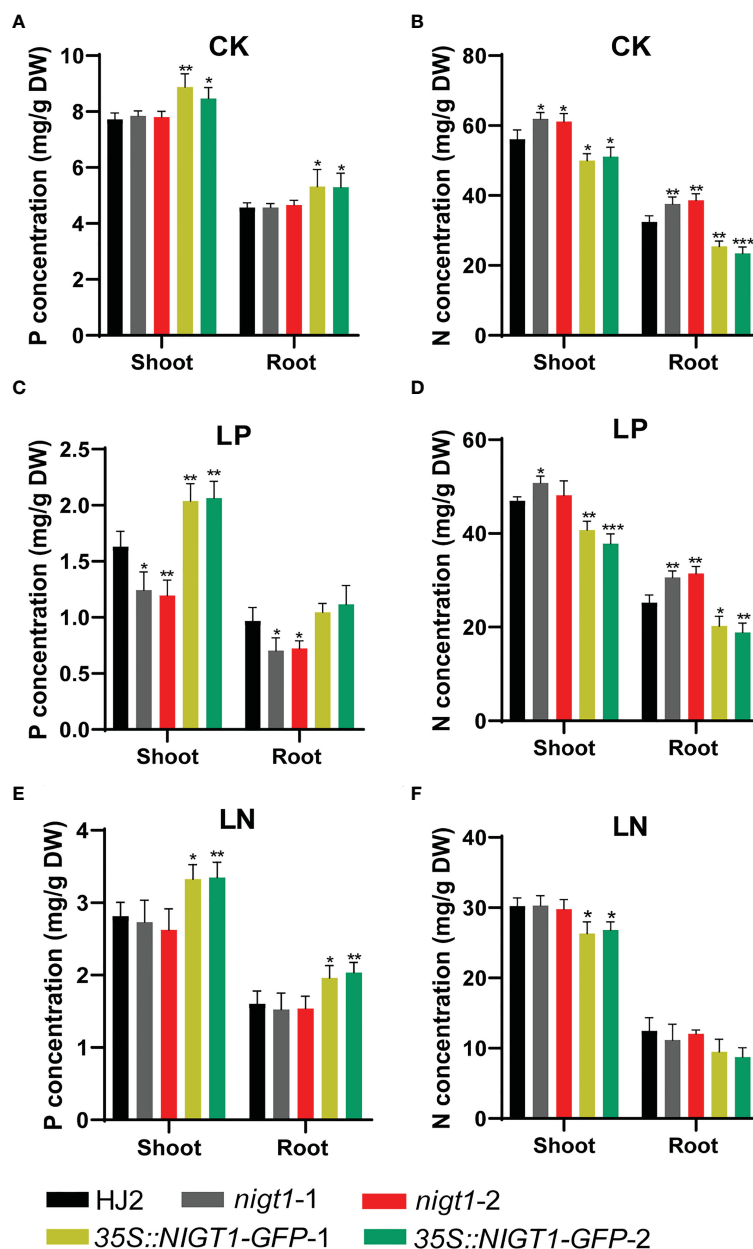 A
CK
P concentration (mg/g DW)
10
8
6
4
2
0
**
*
*
*
Shoot
Root
B
CK
N concentration (mg/g DW)
80
60
40
20
0
*
*
*
*
**
**
**
***
Shoot
Root
C
LP
P concentration (mg/g DW)
2.5
2.0
1.5
1.0
0.5
0.0
*
**
**
**
*
*
Shoot
Root
D
LP
N concentration (mg/g DW)
60
40
20
0
*
**
***
**
**
*
**
Shoot
Root
E
LN
P concentration (mg/g DW)
4
3
2
1
0
*
**
*
**
Shoot
Root
F
LN
N concentration (mg/g DW)
40
30
20
10
0
*
*
Shoot
Root
HJ2
nigt1-1
nigt1-2
35S::NIGT1-GFP-1
35S::NIGT1-GFP-2